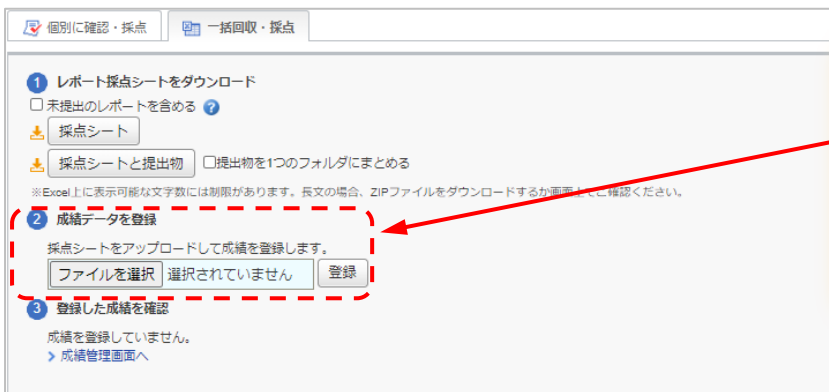 個別に確認・採点 一括回収・採点
1 レポート採点シートをダウンロード
未提出のレポートを含める ?
採点シート
採点シートと提出物 提出物を1つのフォルダにまとめる
※Excel上に表示可能な文字数には制限があります。長文の場合、ZIPファイルをダウンロードするか画面上でご確認ください。
2 成績データを登録
採点シートをアップロードして成績を登録します。
ファイルを選択 選択されていません 登録
3 登録した成績を確認
成績を登録していません。
> 成績管理画面へ